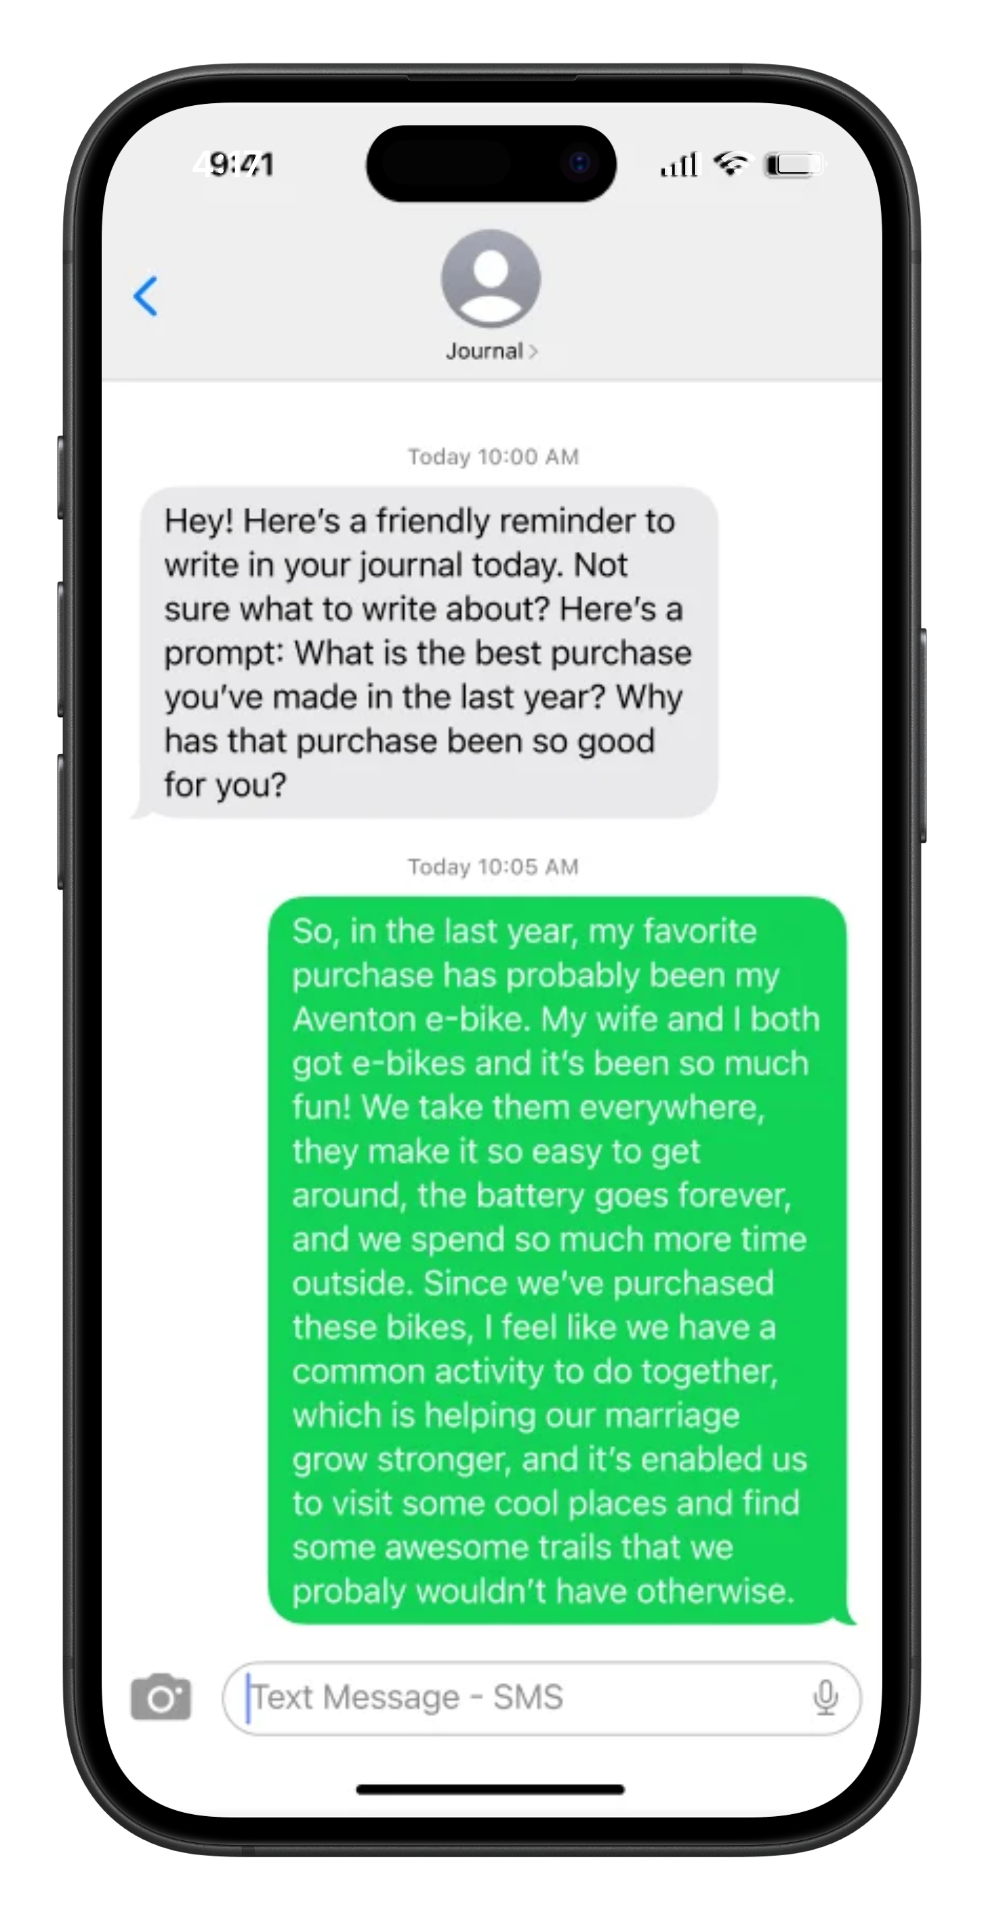 9:41
Journal
Today 10:00 AM
Hey! Here's a friendly reminder to
write in your journal today. Not
sure what to write about? Here's a
prompt: What is the best purchase
you've made in the last year? Why
has that purchase been so good
for you?
Today 10:05 AM
So, in the last year, my favorite
purchase has probably been my
Aventon e-bike. My wife and I both
got e-bikes and it's been so much
fun! We take them everywhere,
they make it so easy to get
around, the battery goes forever,
and we spend so much more time
outside. Since we've purchased
these bikes, I feel like we have a
common activity to do together,
which is helping our marriage
grow stronger, and it's enabled us
to visit some cool places and find
some awesome trails that we
probaly wouldn't have otherwise.
Text Message - SMS